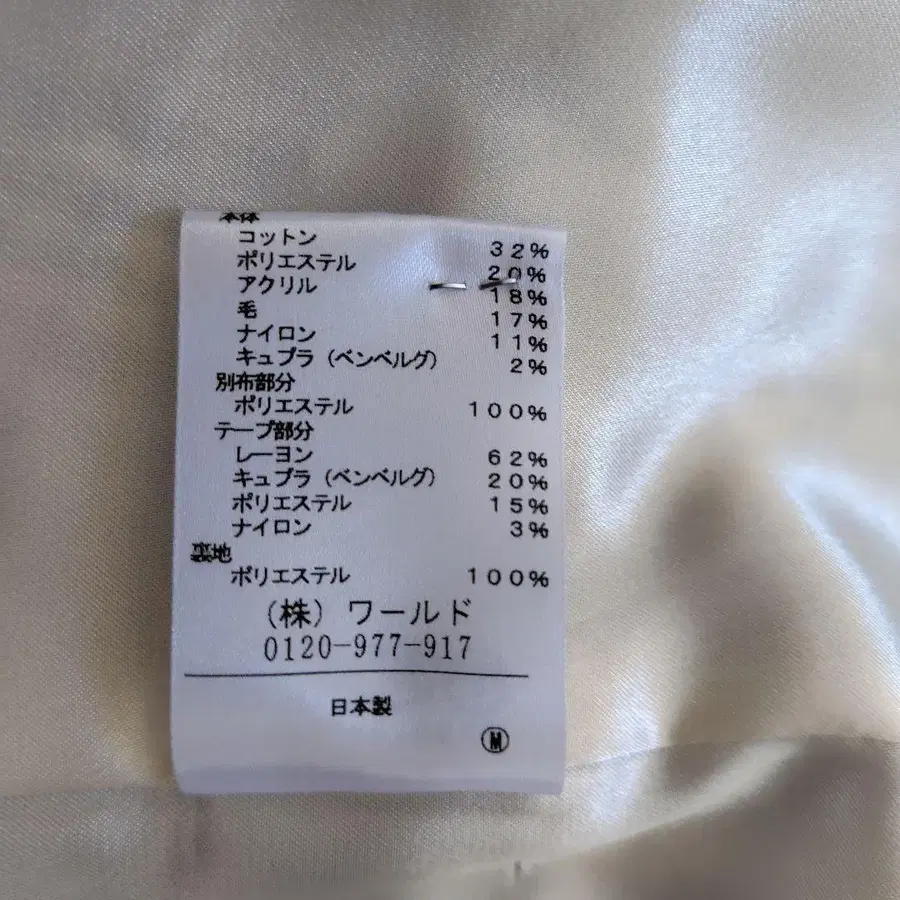 本体
コットン 32%
ポリエステル 20%
アクリル 18%
毛 17%
ナイロン 11%
キュプラ（ベンベルグ） 2%
別布部分
ポリエステル 100%
テープ部分
レーヨン 62%
キュプラ（ベンベルグ） 20%
ポリエステル 15%
ナイロン 3%
裏地
ポリエステル 100%
（株）ワールド
0120-977-917
日本製
Ⓜ